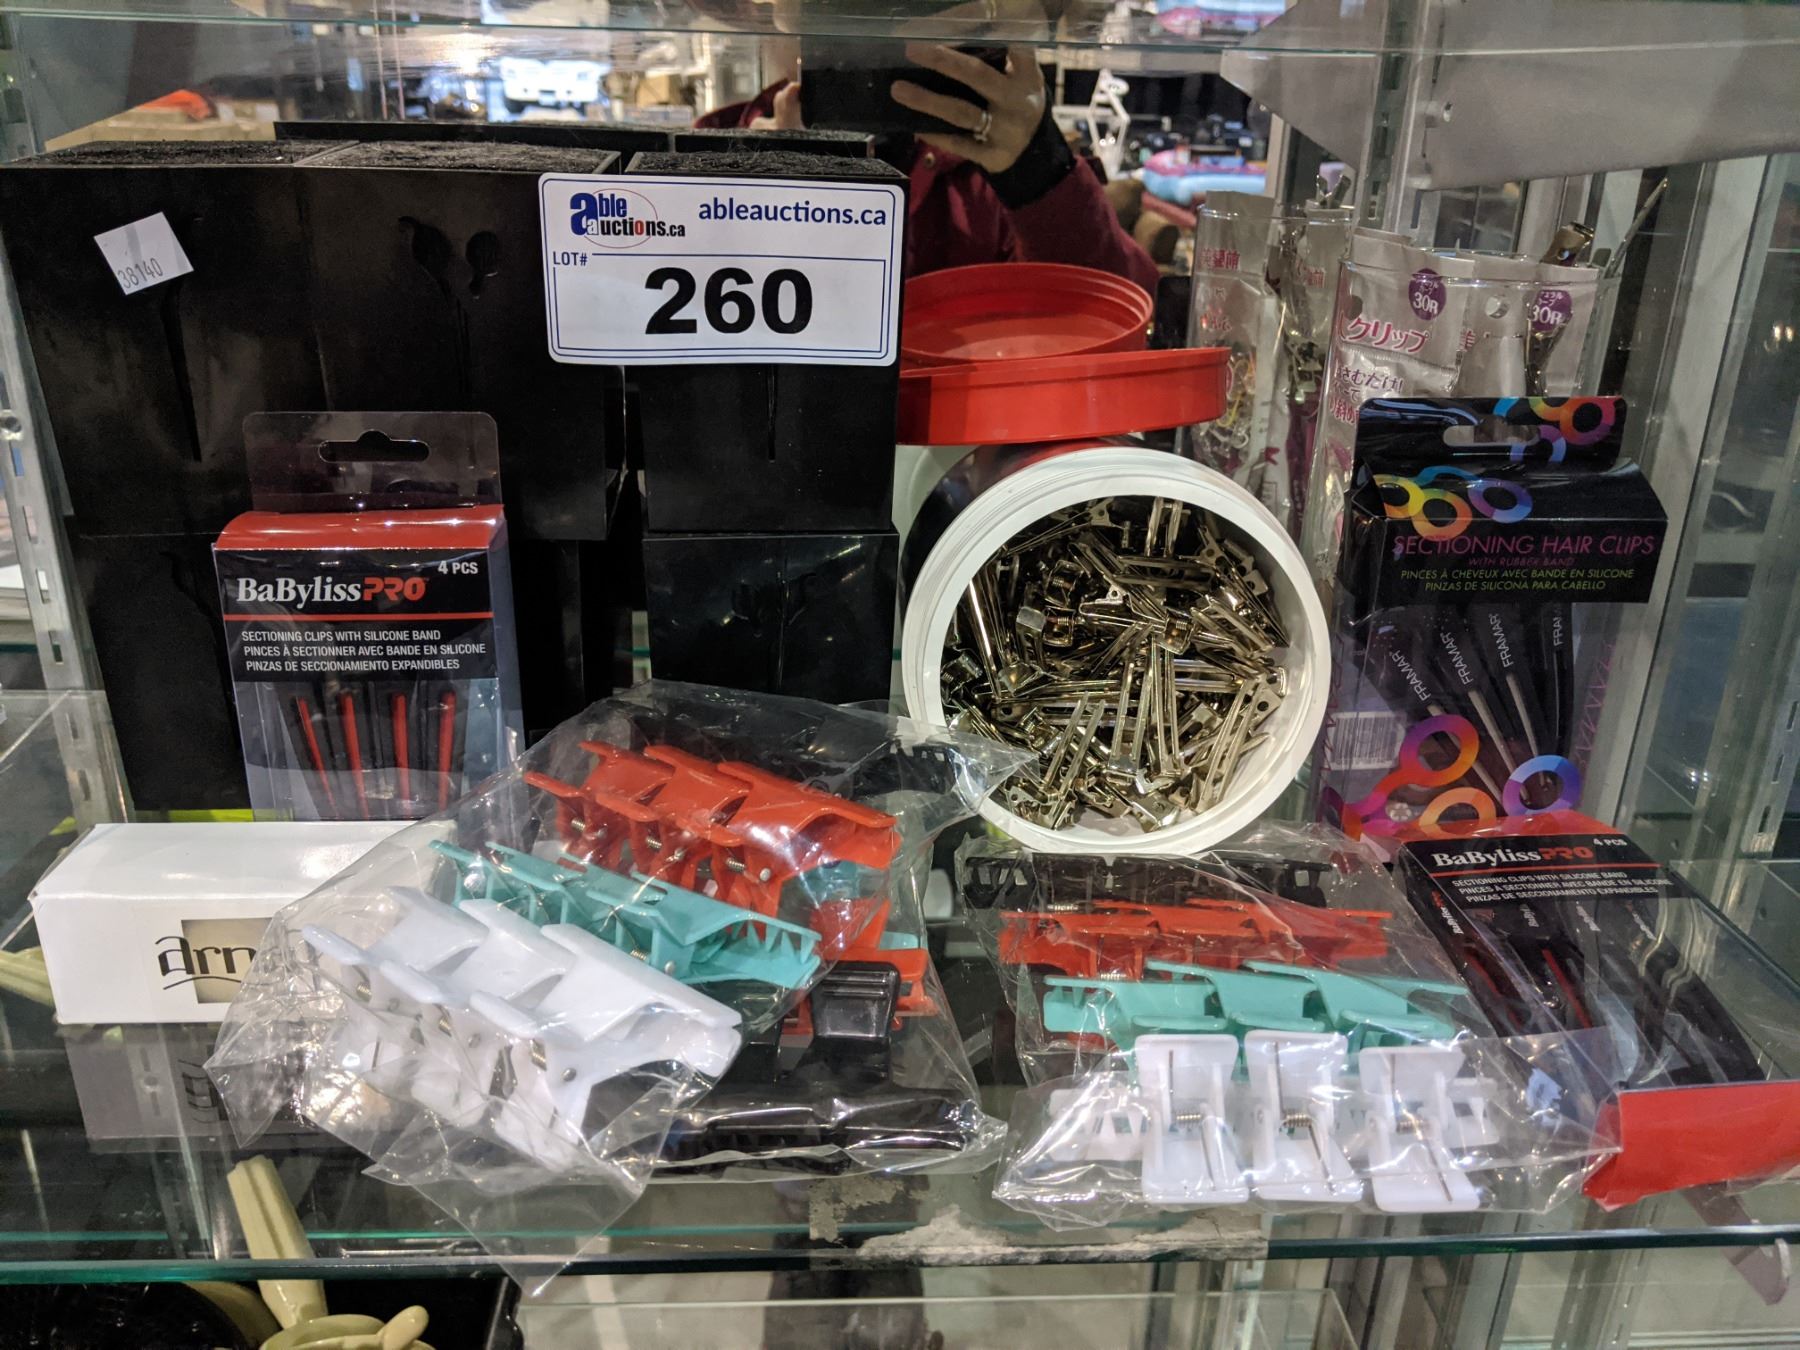 able auctions.ca
ableauctions.ca
LOT#
260
38140
30R
30R
クリップ
BaBylissPRO
4 PCS
SECTIONING CLIPS WITH SILICONE BAND
PINCES À SECTIONNER AVEC BANDE EN SILICONE
PINZAS DE SECCIONAMIENTO EXPANDIBLES
SECTIONING HAIR CLIPS
WITH RUBBER BAND
PINCES À CHEVEUX AVEC BANDE EN SILICONE
PINZAS DE SILICONA PARA CABELLO
FRAMAR
FRAMAR
FRAMAR
BaBylissPRO
4 PCS
SECTIONING CLIPS WITH SILICONE BAND
PINCES À SECTIONNER AVEC BANDE EN SILICONE
PINZAS DE SECCIONAMIENTO EXPANDIBLES